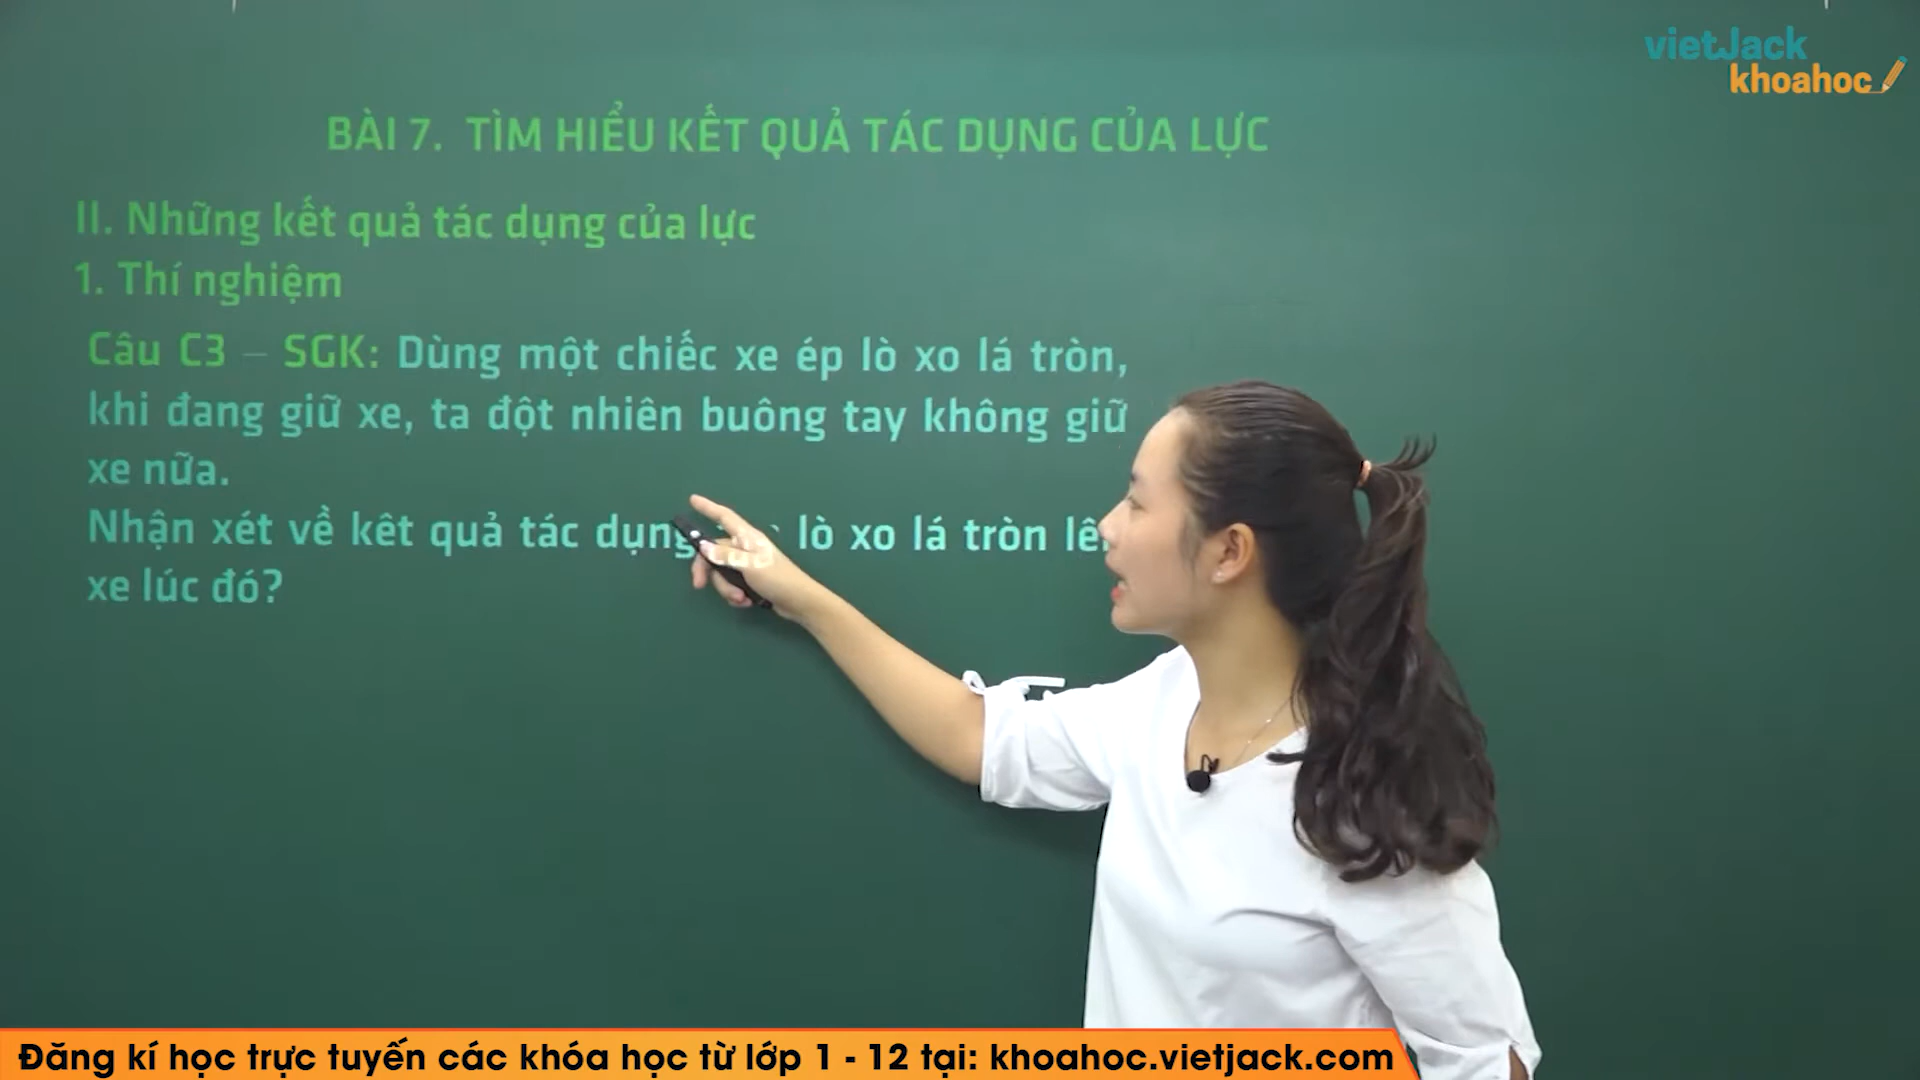 vietJack
khoahoc
BÀI 7. TÌM HIỂU KẾT QUẢ TÁC DỤNG CỦA LỰC
II. Những kết quả tác dụng của lực
1. Thí nghiệm
Câu C3 – SGK: Dùng một chiếc xe ép lò xo lá tròn,
khi đang giữ xe, ta đột nhiên buông tay không giữ
xe nữa.
Nhận xét về kêt quả tác dụng lò xo lá tròn
xe lúc đó?
Đăng kí học trực tuyến các khóa học từ lớp 1 - 12 tại: khoahoc.vietjack.com